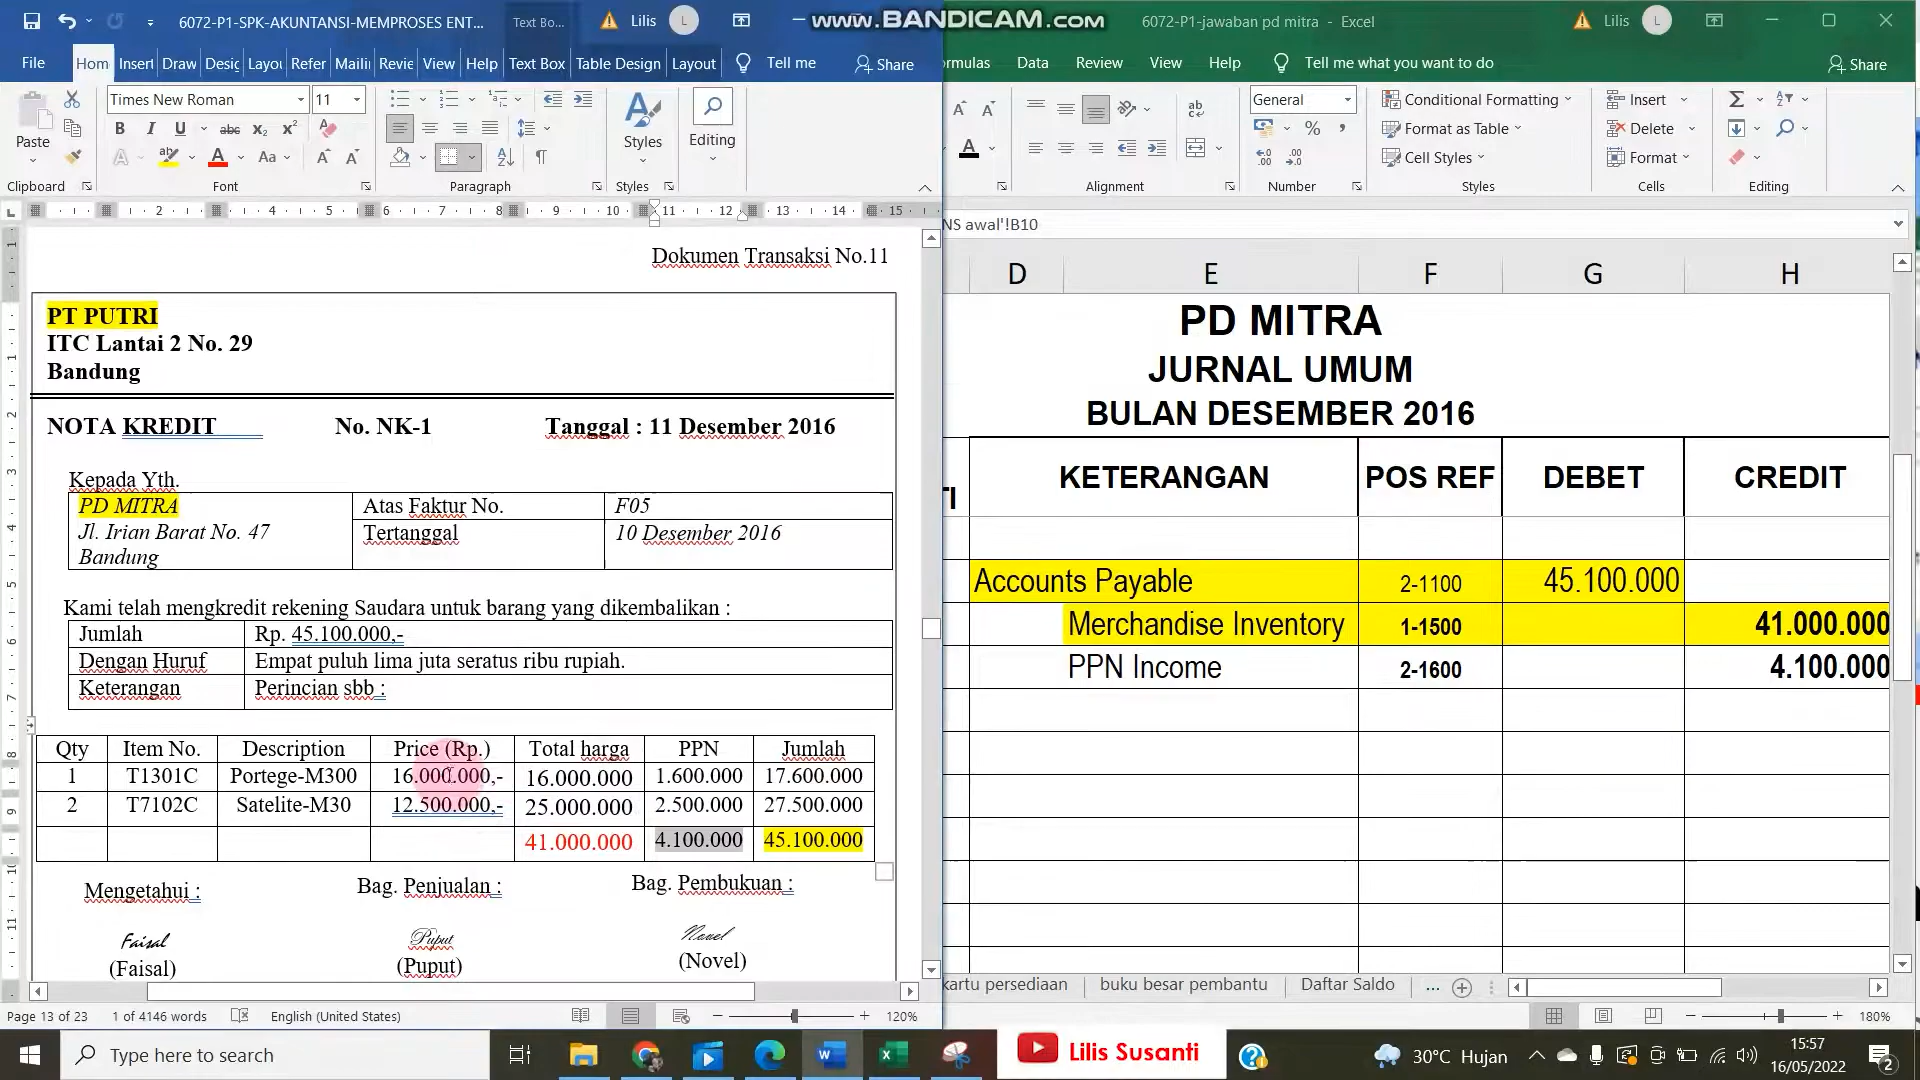 6072-P1-SPK-AKUNTANSI-MEMPROSES ENT...
Text Bo...
Lilis
L
WWW.BANDICAM.COM
6072-P1-jawaban pd mitra - Excel
Lilis
L
File
Home
Insert
Draw
Desig
Layou
Refer
Mailin
Revie
View
Help
Text Box
Table Design
Layout
Tell me
Share
ormulas
Data
Review
View
Help
Tell me what you want to do
Share
Times New Roman
11
Paste
Clipboard
Font
Paragraph
Styles
Styles
Editing
General
Alignment
Number
Conditional Formatting
Format as Table
Cell Styles
Styles
Insert
Delete
Format
Cells
Editing
NS awal'!B10
Dokumen Transaksi No.11
PT PUTRI
ITC Lantai 2 No. 29
Bandung
NOTA KREDIT No. NK-1 Tanggal : 11 Desember 2016
Kepada Yth.
PD MITRA Atas Faktur No. F05
Jl. Irian Barat No. 47 Tertanggal 10 Desember 2016
Bandung
Kami telah mengkredit rekening Saudara untuk barang yang dikembalikan :
Jumlah Rp. 45.100.000,-
Dengan Huruf Empat puluh lima juta seratus ribu rupiah.
Keterangan Perincian sbb :
Qty Item No. Description Price (Rp.) Total harga PPN Jumlah
1 T1301C Portege-M300 16.000.000,- 16.000.000 1.600.000 17.600.000
2 T7102C Satelite-M30 12.500.000,- 25.000.000 2.500.000 27.500.000
41.000.000 4.100.000 45.100.000
Mengetahui : Bag. Penjualan : Bag. Pembukuan :
Faisal Puput Novel
(Faisal) (Puput) (Novel)
D E F G H
PD MITRA
JURNAL UMUM
BULAN DESEMBER 2016
KETERANGAN POS REF DEBET CREDIT
Accounts Payable 2-1100 45.100.000
Merchandise Inventory 1-1500 41.000.000
PPN Income 2-1600 4.100.000
kartu persediaan
buku besar pembantu
Daftar Saldo
...
Page 13 of 23
1 of 4146 words
English (United States)
120%
180%
Type here to search
Lilis Susanti
30°C Hujan
15:57
16/05/2022
2